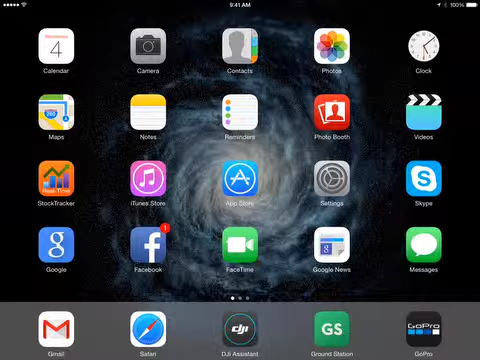 9:41 AM
100%
4
Calendar
Camera
Contacts
Photos
Clock
280
Maps
Notes
Reminders
Photo Booth
Videos
Real-Time
StockTracker
iTunes Store
App Store
Settings
Skype
g
Google
f
1
Facebook
FaceTime
Google News
Messages
Gmail
Safari
dji
DJI Assistant
GS
Ground Station
GoPro
GoPro